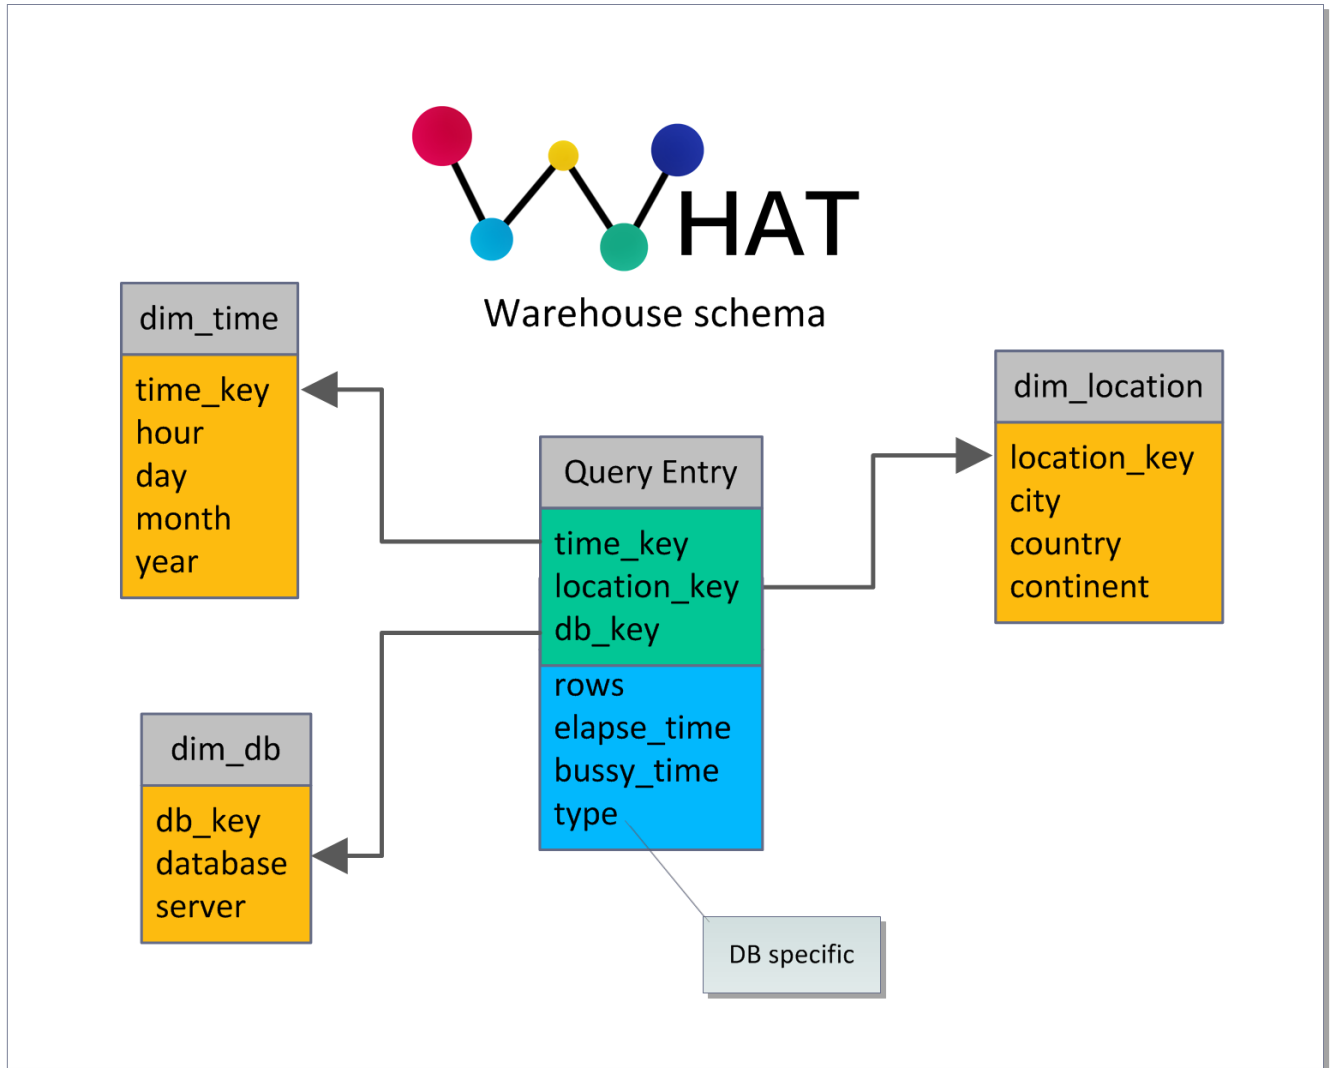 WHAT
Warehouse schema
dim_time
time_key
hour
day
month
year
dim_location
location_key
city
country
continent
Query Entry
time_key
location_key
db_key
rows
elapse_time
bussy_time
type
dim_db
db_key
database
server
DB specific